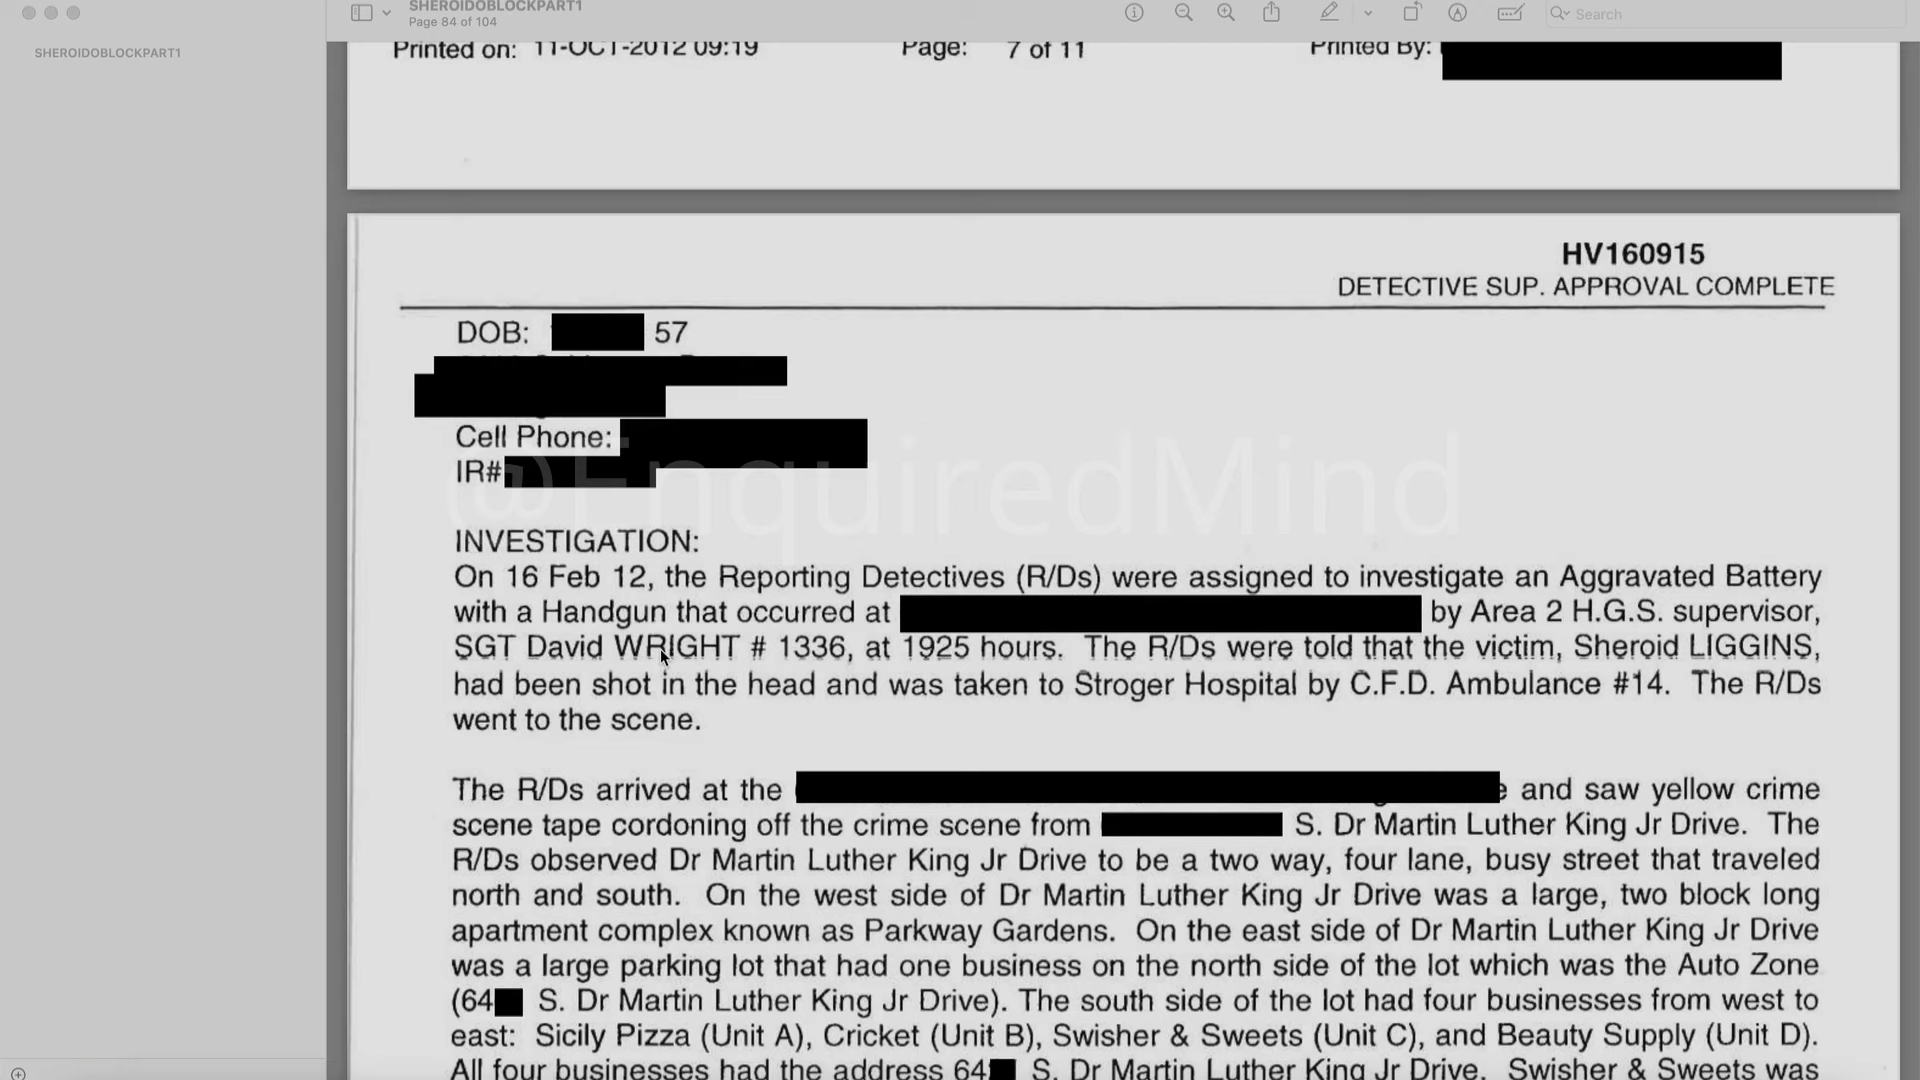 SHEROIDOBLOCKPART1
Page 84 of 104
Search
SHEROIDOBLOCKPART1
Printed on: 11-OCT-2012 09:19 Page: 7 of 11 Printed By:
HV160915
DETECTIVE SUP. APPROVAL COMPLETE
DOB: 57
Cell Phone:
IR#
@EnquiredMind
INVESTIGATION:
On 16 Feb 12, the Reporting Detectives (R/Ds) were assigned to investigate an Aggravated Battery
with a Handgun that occurred at by Area 2 H.G.S. supervisor,
SGT David WRIGHT # 1336, at 1925 hours. The R/Ds were told that the victim, Sheroid LIGGINS,
had been shot in the head and was taken to Stroger Hospital by C.F.D. Ambulance #14. The R/Ds
went to the scene.
The R/Ds arrived at the and saw yellow crime
scene tape cordoning off the crime scene from S. Dr Martin Luther King Jr Drive. The
R/Ds observed Dr Martin Luther King Jr Drive to be a two way, four lane, busy street that traveled
north and south. On the west side of Dr Martin Luther King Jr Drive was a large, two block long
apartment complex known as Parkway Gardens. On the east side of Dr Martin Luther King Jr Drive
was a large parking lot that had one business on the north side of the lot which was the Auto Zone
(64 S. Dr Martin Luther King Jr Drive). The south side of the lot had four businesses from west to
east: Sicily Pizza (Unit A), Cricket (Unit B), Swisher & Sweets (Unit C), and Beauty Supply (Unit D).
All four businesses had the address 64 S. Dr Martin Luther King Jr Drive. Swisher & Sweets was